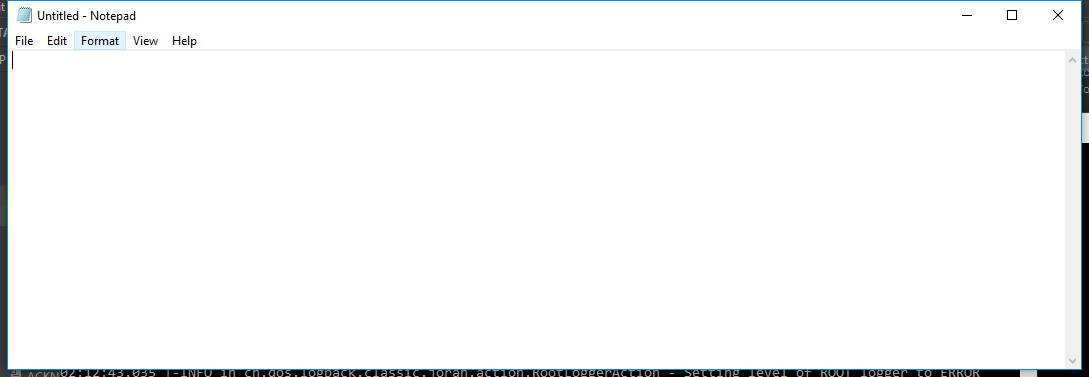 Untitled - Notepad
File Edit Format View Help
ACKN 02:12:43.035 |-INFO in ch.qos.logback.classic.joran.action.RootLoggerAction - Setting level of ROOT logger to ERROR